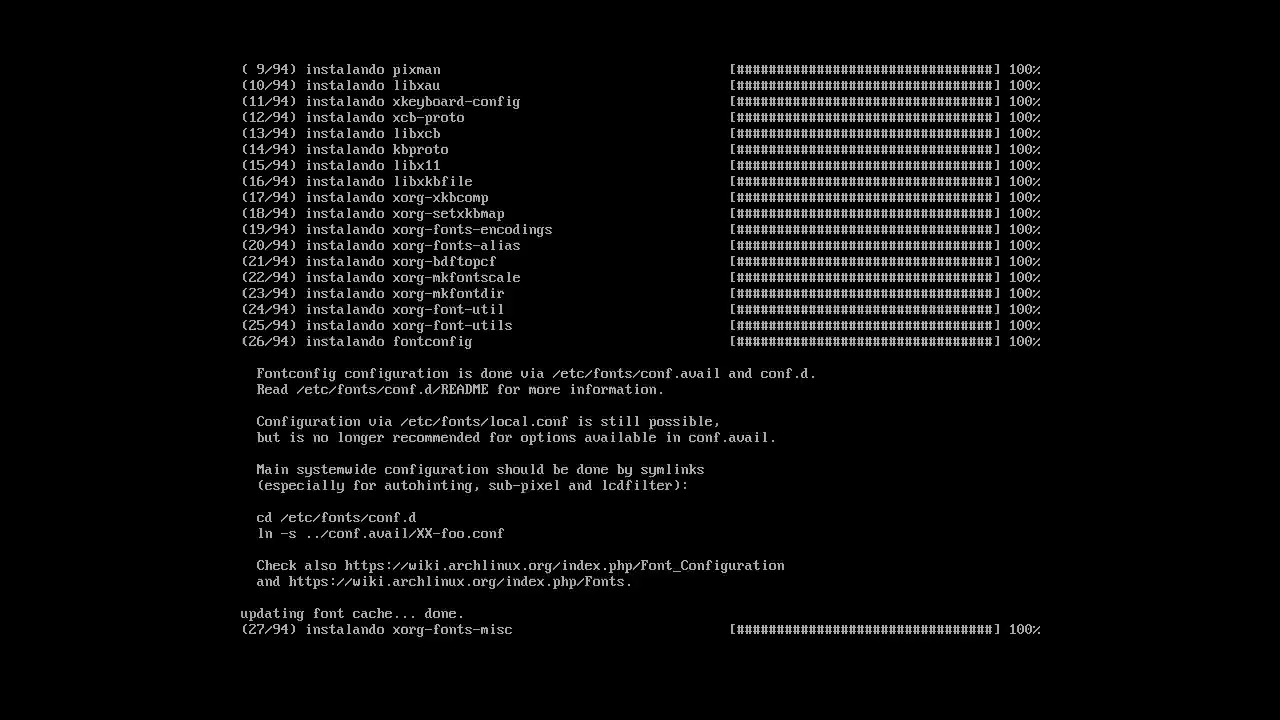 ( 9/94) instalando pixman [################################] 100%
(10/94) instalando libxau [################################] 100%
(11/94) instalando xkeyboard-config [################################] 100%
(12/94) instalando xcb-proto [################################] 100%
(13/94) instalando libxcb [################################] 100%
(14/94) instalando kbproto [################################] 100%
(15/94) instalando libx11 [################################] 100%
(16/94) instalando libxkbfile [################################] 100%
(17/94) instalando xorg-xkbcomp [################################] 100%
(18/94) instalando xorg-setxkbmap [################################] 100%
(19/94) instalando xorg-fonts-encodings [################################] 100%
(20/94) instalando xorg-fonts-alias [################################] 100%
(21/94) instalando xorg-bdftopcf [################################] 100%
(22/94) instalando xorg-mkfontscale [################################] 100%
(23/94) instalando xorg-mkfontdir [################################] 100%
(24/94) instalando xorg-font-util [################################] 100%
(25/94) instalando xorg-font-utils [################################] 100%
(26/94) instalando fontconfig [################################] 100%
Fontconfig configuration is done via /etc/fonts/conf.avail and conf.d.
Read /etc/fonts/conf.d/README for more information.
Configuration via /etc/fonts/local.conf is still possible,
but is no longer recommended for options available in conf.avail.
Main systemwide configuration should be done by symlinks
(especially for autohinting, sub-pixel and lcdfilter):
cd /etc/fonts/conf.d
ln -s ../conf.avail/XX-foo.conf
Check also https://wiki.archlinux.org/index.php/Font_Configuration
and https://wiki.archlinux.org/index.php/Fonts.
updating font cache... done.
(27/94) instalando xorg-fonts-misc [################################] 100%